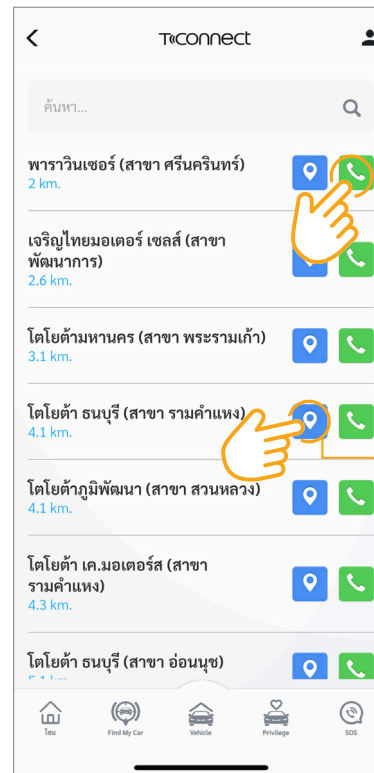 T CONNECT
ค้นหา...
พาราวินเซอร์ (สาขา ศรีนครินทร์)
2 km.
เจริญไทยมอเตอร์ เซลส์ (สาขา
พัฒนาการ)
2.6 km.
โตโยต้ามหานคร (สาขา พระรามเก้า)
3.1 km.
โตโยต้า ธนบุรี (สาขา รามคำแหง)
4.1 km.
โตโยต้าภูมิพัฒนา (สาขา สวนหลวง)
4.1 km.
โตโยต้า เค.มอเตอร์ส (สาขา
รามคำแหง)
4.3 km.
โตโยต้า ธนบุรี (สาขา อ่อนนุช)
5.1 km.
โฮม
Find My Car
Vehicle
Privilege
SOS